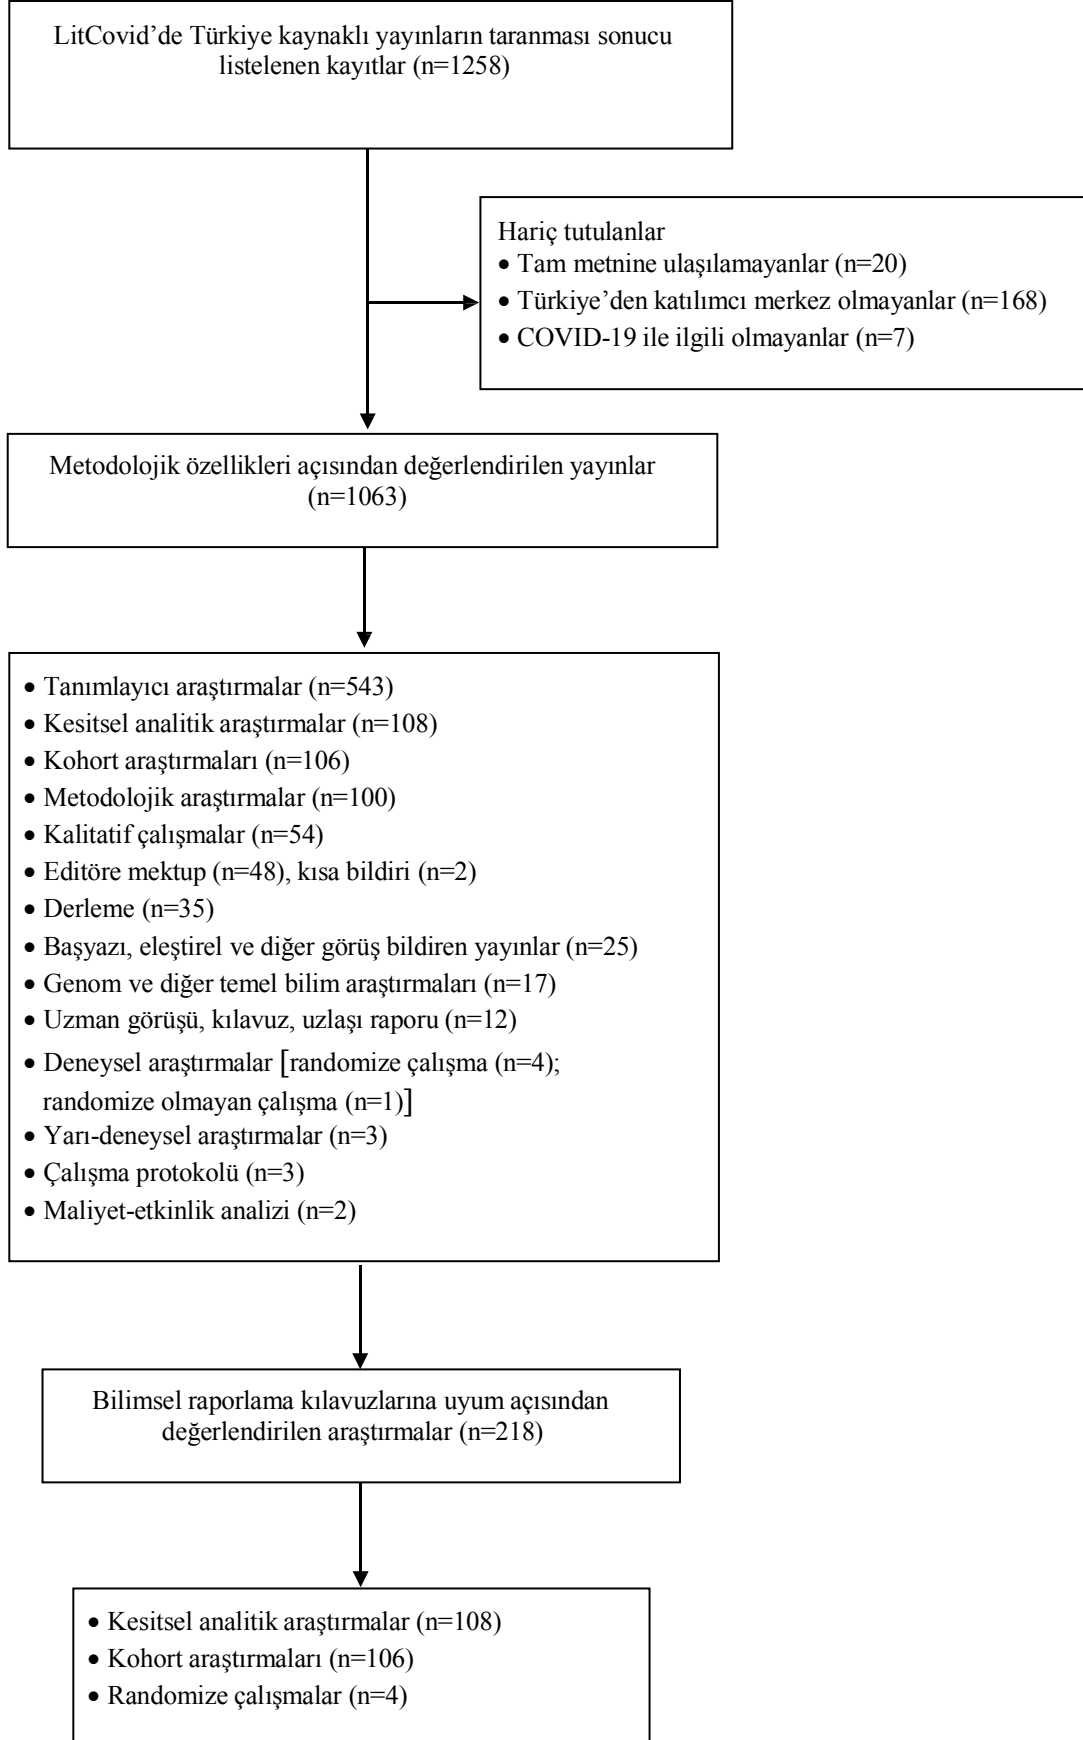 LitCovid’de Türkiye kaynaklı yayınların taranması sonucu
listelenen kayıtlar (n=1258)
Hariç tutulanlar
• Tam metnine ulaşılamayanlar (n=20)
• Türkiye’den katılımcı merkez olmayanlar (n=168)
• COVID-19 ile ilgili olmayanlar (n=7)
Metodolojik özellikleri açısından değerlendirilen yayınlar
(n=1063)
• Tanımlayıcı araştırmalar (n=543)
• Kesitsel analitik araştırmalar (n=108)
• Kohort araştırmaları (n=106)
• Metodolojik araştırmalar (n=100)
• Kalitatif çalışmalar (n=54)
• Editöre mektup (n=48), kısa bildiri (n=2)
• Derleme (n=35)
• Başyazı, eleştirel ve diğer görüş bildiren yayınlar (n=25)
• Genom ve diğer temel bilim araştırmaları (n=17)
• Uzman görüşü, kılavuz, uzlaşı raporu (n=12)
• Deneysel araştırmalar [randomize çalışma (n=4);
randomize olmayan çalışma (n=1)]
• Yarı-deneysel araştırmalar (n=3)
• Çalışma protokolü (n=3)
• Maliyet-etkinlik analizi (n=2)
Bilimsel raporlama kılavuzlarına uyum açısından
değerlendirilen araştırmalar (n=218)
• Kesitsel analitik araştırmalar (n=108)
• Kohort araştırmaları (n=106)
• Randomize çalışmalar (n=4)